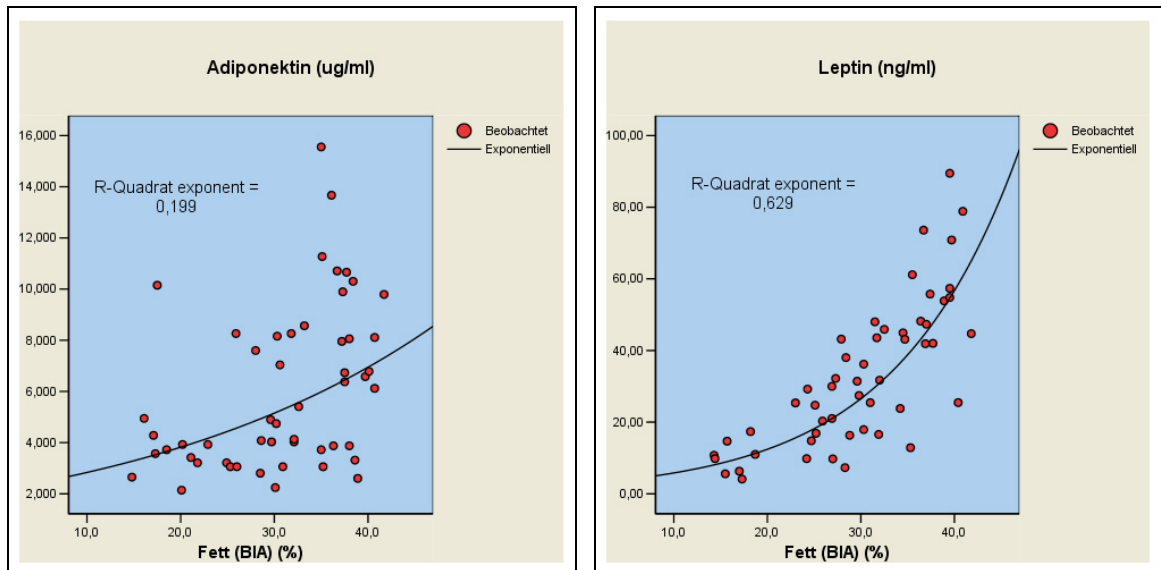 Adiponektin (ug/ml)
16,000
14,000
12,000
10,000
8,000
6,000
4,000
2,000
R-Quadrat exponent =
0,199
Beobachtet
Exponentiell
10,0 20,0 30,0 40,0
Fett (BIA) (%)
Leptin (ng/ml)
100,00
80,00
60,00
40,00
20,00
0,00
R-Quadrat exponent =
0,629
Beobachtet
Exponentiell
10,0 20,0 30,0 40,0
Fett (BIA) (%)